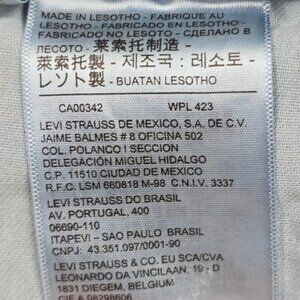 MADE IN LESOTHO - FABRIQUE AU
LESOTHO - FABRICADO EN
LESOTHO - FABRICADO NO
LESOTHO - СДЕЛАНО В
ЛЕСОТО - 莱索托制造 -
萊索托製 - 제조국 : 레소토 -
レソト製 - BUATAN LESOTHO
CA00342 WPL 423
LEVI STRAUSS DE MEXICO, S.A. DE C.V.
JAIME BALMES # 8 OFICINA 502
COL. POLANCO I SECCION
DELEGACIÓN MIGUEL HIDALGO
C.P. 11510 CIUDAD DE MEXICO
R.F.C. LSM 680818 M-98 C.N.I.V. 3337
LEVI STRAUSS DO BRASIL
AV. PORTUGAL, 400
06690-110
ITAPEVI – SAO PAULO BRASIL
CNPJ: 43.351.097/0001-90
LEVI STRAUSS & CO. EU SCA/CVA
LEONARDO DA VINCILAAN, 19 - D
1831 DIEGEM, BELGIUM
CIF A 08298606